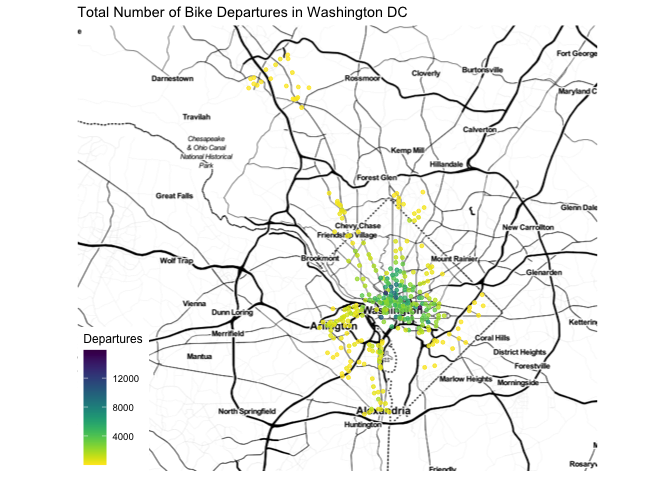 Total Number of Bike Departures in Washington DC
Fort George
Darnestown
Rossmoor
Cloverly
Burtonsville
Maryland C
Travilah
Calverton
Chesapeake
& Ohio Canal
National Historical
Park
Kemp Mill
Hillandale
Forest Glen
Great Falls
Glenn Dale
Chevy Chase
Friendship Village
New Carrollton
Brookmont
Mount Rainier
Wolf Trap
Glenarden
Vienna
Dunn Loring
Washington
Arlington
Kettering
Merrifield
Coral Hills
Mantua
District Heights
Forestville
Marlow Heights
Morningside
North Springfield
Alexandria
Huntington
Friendly
Rosaryv
Departures
12000
8000
4000